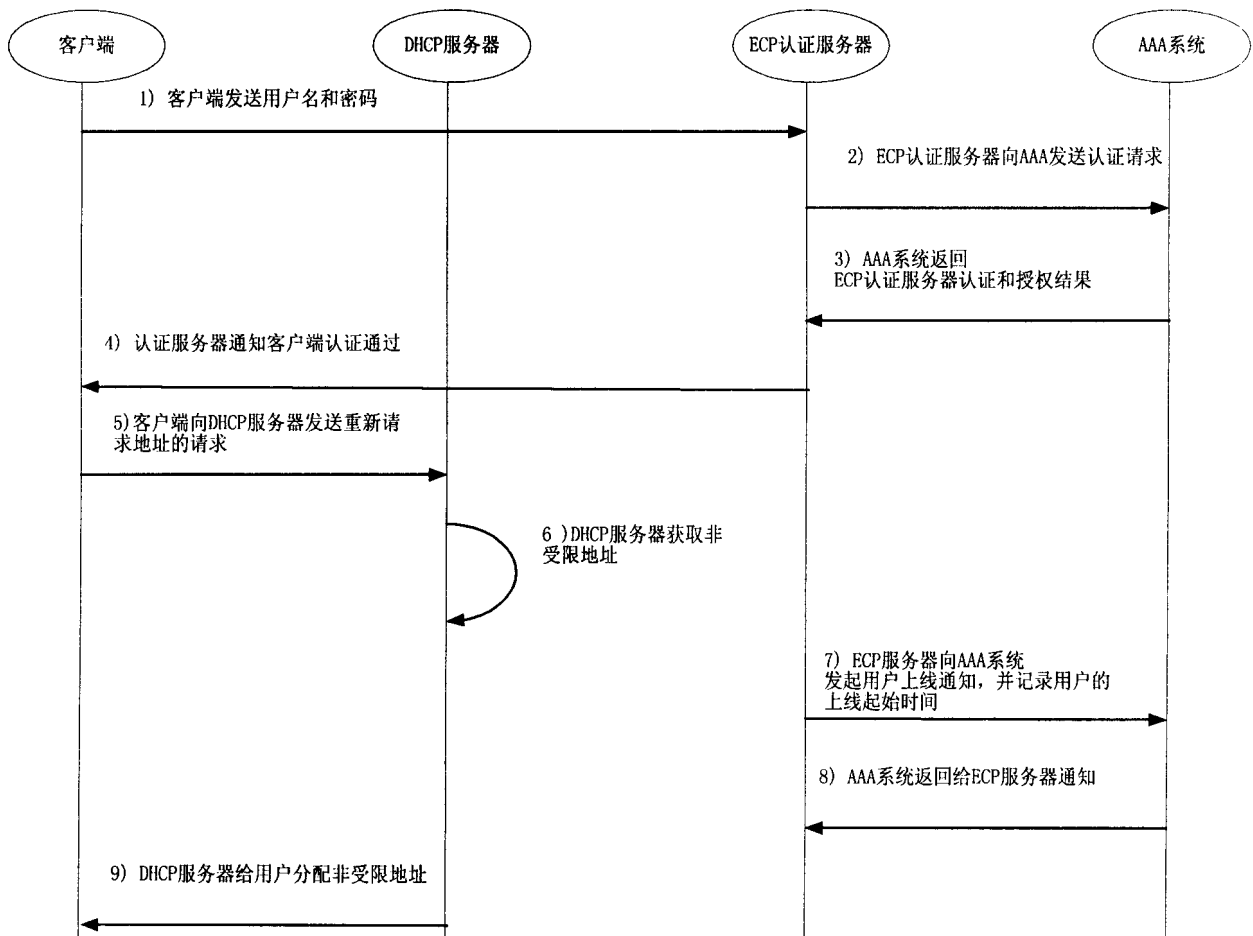 客户端
DHCP服务器
ECP认证服务器
AAA系统
1) 客户端发送用户名和密码
2) ECP认证服务器向AAA发送认证请求
3) AAA系统返回
ECP认证服务器认证和授权结果
4) 认证服务器通知客户端认证通过
5)客户端向DHCP服务器发送重新请
求地址的请求
6 )DHCP服务器获取非
受限地址
7) ECP服务器向AAA系统
发起用户上线通知, 并记录用户的
上线起始时间
8) AAA系统返回给ECP服务器通知
9) DHCP服务器给用户分配非受限地址